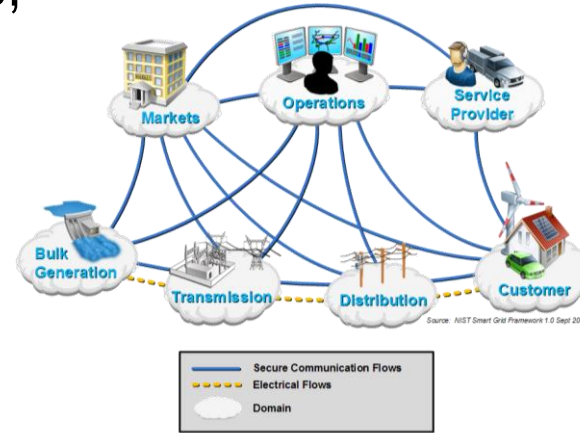 Markets
Operations
Service
Provider
Bulk
Generation
Transmission
Distribution
Customer
Source: NIST Smart Grid Framework 1.0 Sept 20
Secure Communication Flows
Electrical Flows
Domain